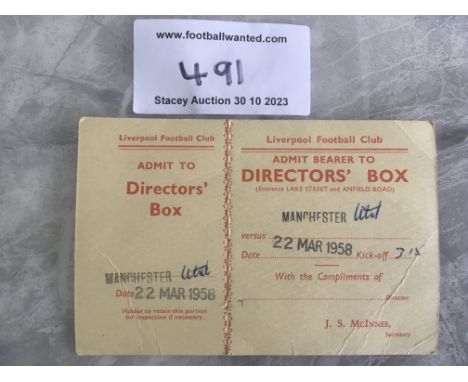 www.footballwanted.com
491
Stacey Auction 30 10 2023
Liverpool Football Club
ADMIT TO
Directors'
Box
MANCHESTER Utd
Date 22 MAR 1958
Holder to retain this portion
for inspection if necessary.
Liverpool Football Club
ADMIT BEARER TO
DIRECTORS' BOX
(Entrance LAKE STREET and ANFIELD ROAD)
MANCHESTER Utd
versus
Date 22 MAR 1958 Kick-off 3.15
With the Compliments of
Director
J. S. McINNES,
Secretary